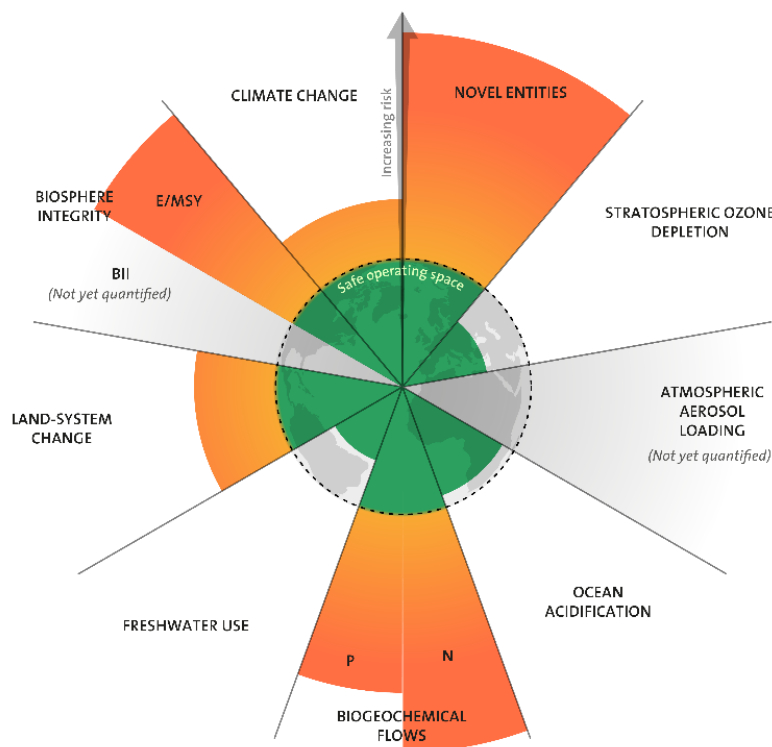 CLIMATE CHANGE
Increasing risk
NOVEL ENTITIES
STRATOSPHERIC OZONE
DEPLETION
BIOSPHERE
INTEGRITY
E/MSY
BII
(Not yet quantified)
Safe operating space
ATMOSPHERIC
AEROSOL
LOADING
(Not yet quantified)
LAND-SYSTEM
CHANGE
OCEAN
ACIDIFICATION
FRESHWATER USE
P
N
BIOGEOCHEMICAL
FLOWS